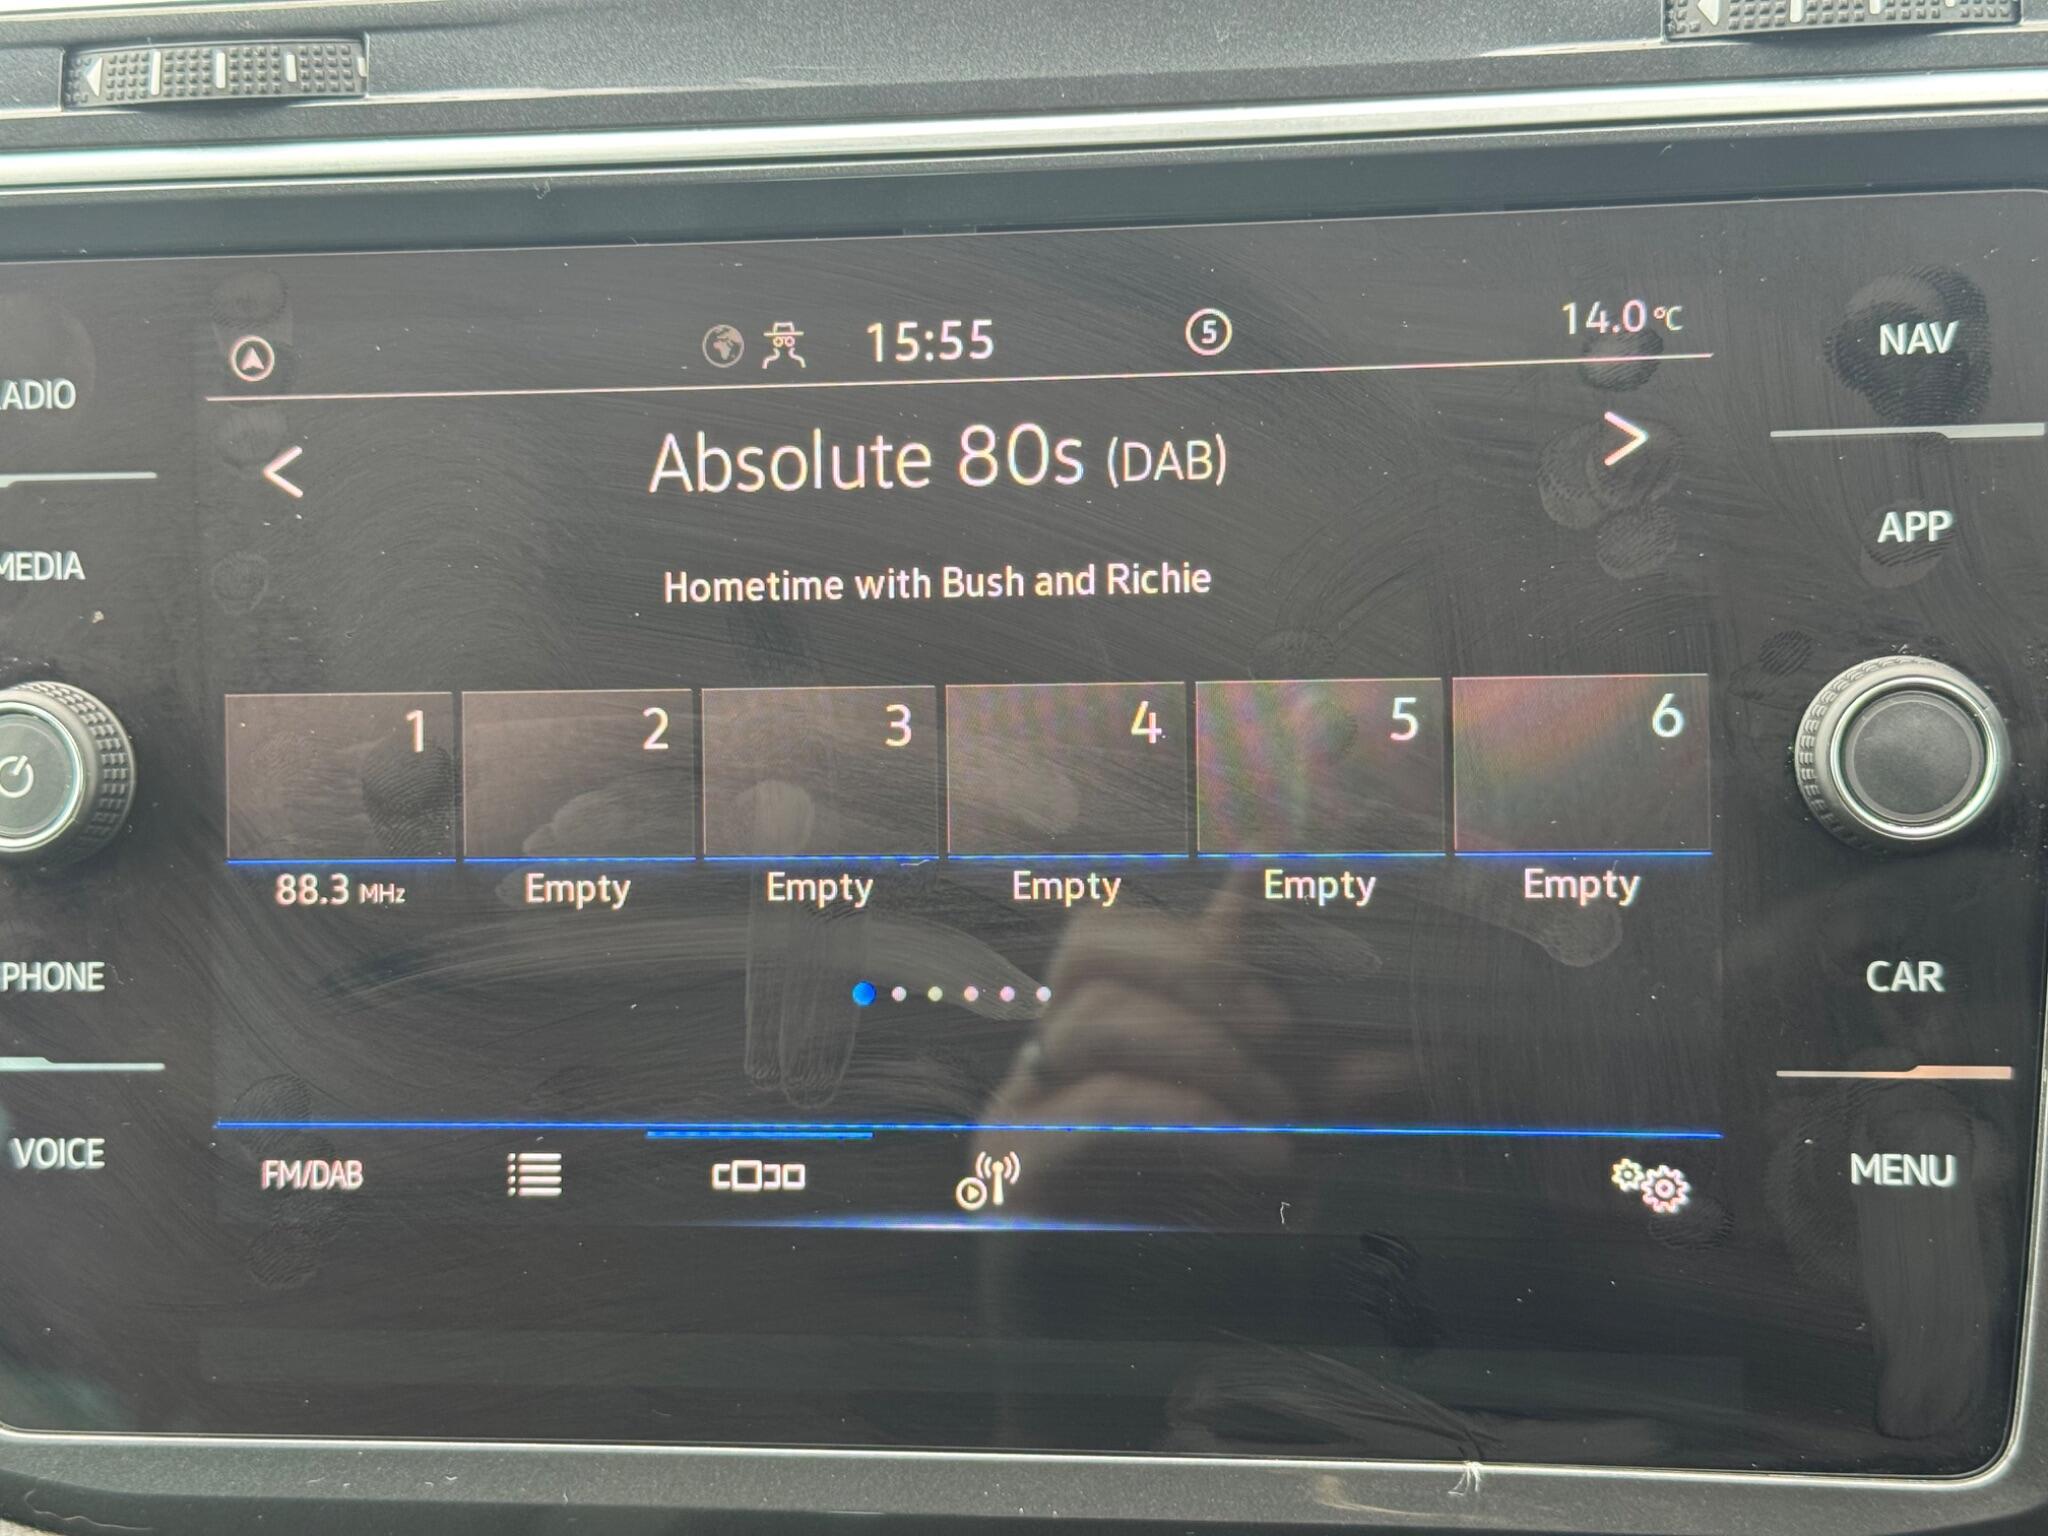 15:55
5
14.0 °C
NAV
ADIO
Absolute 80s (DAB)
APP
MEDIA
Hometime with Bush and Richie
1 2 3 4 5 6
88.3 MHz Empty Empty Empty Empty Empty
PHONE
CAR
VOICE
FM/DAB
MENU